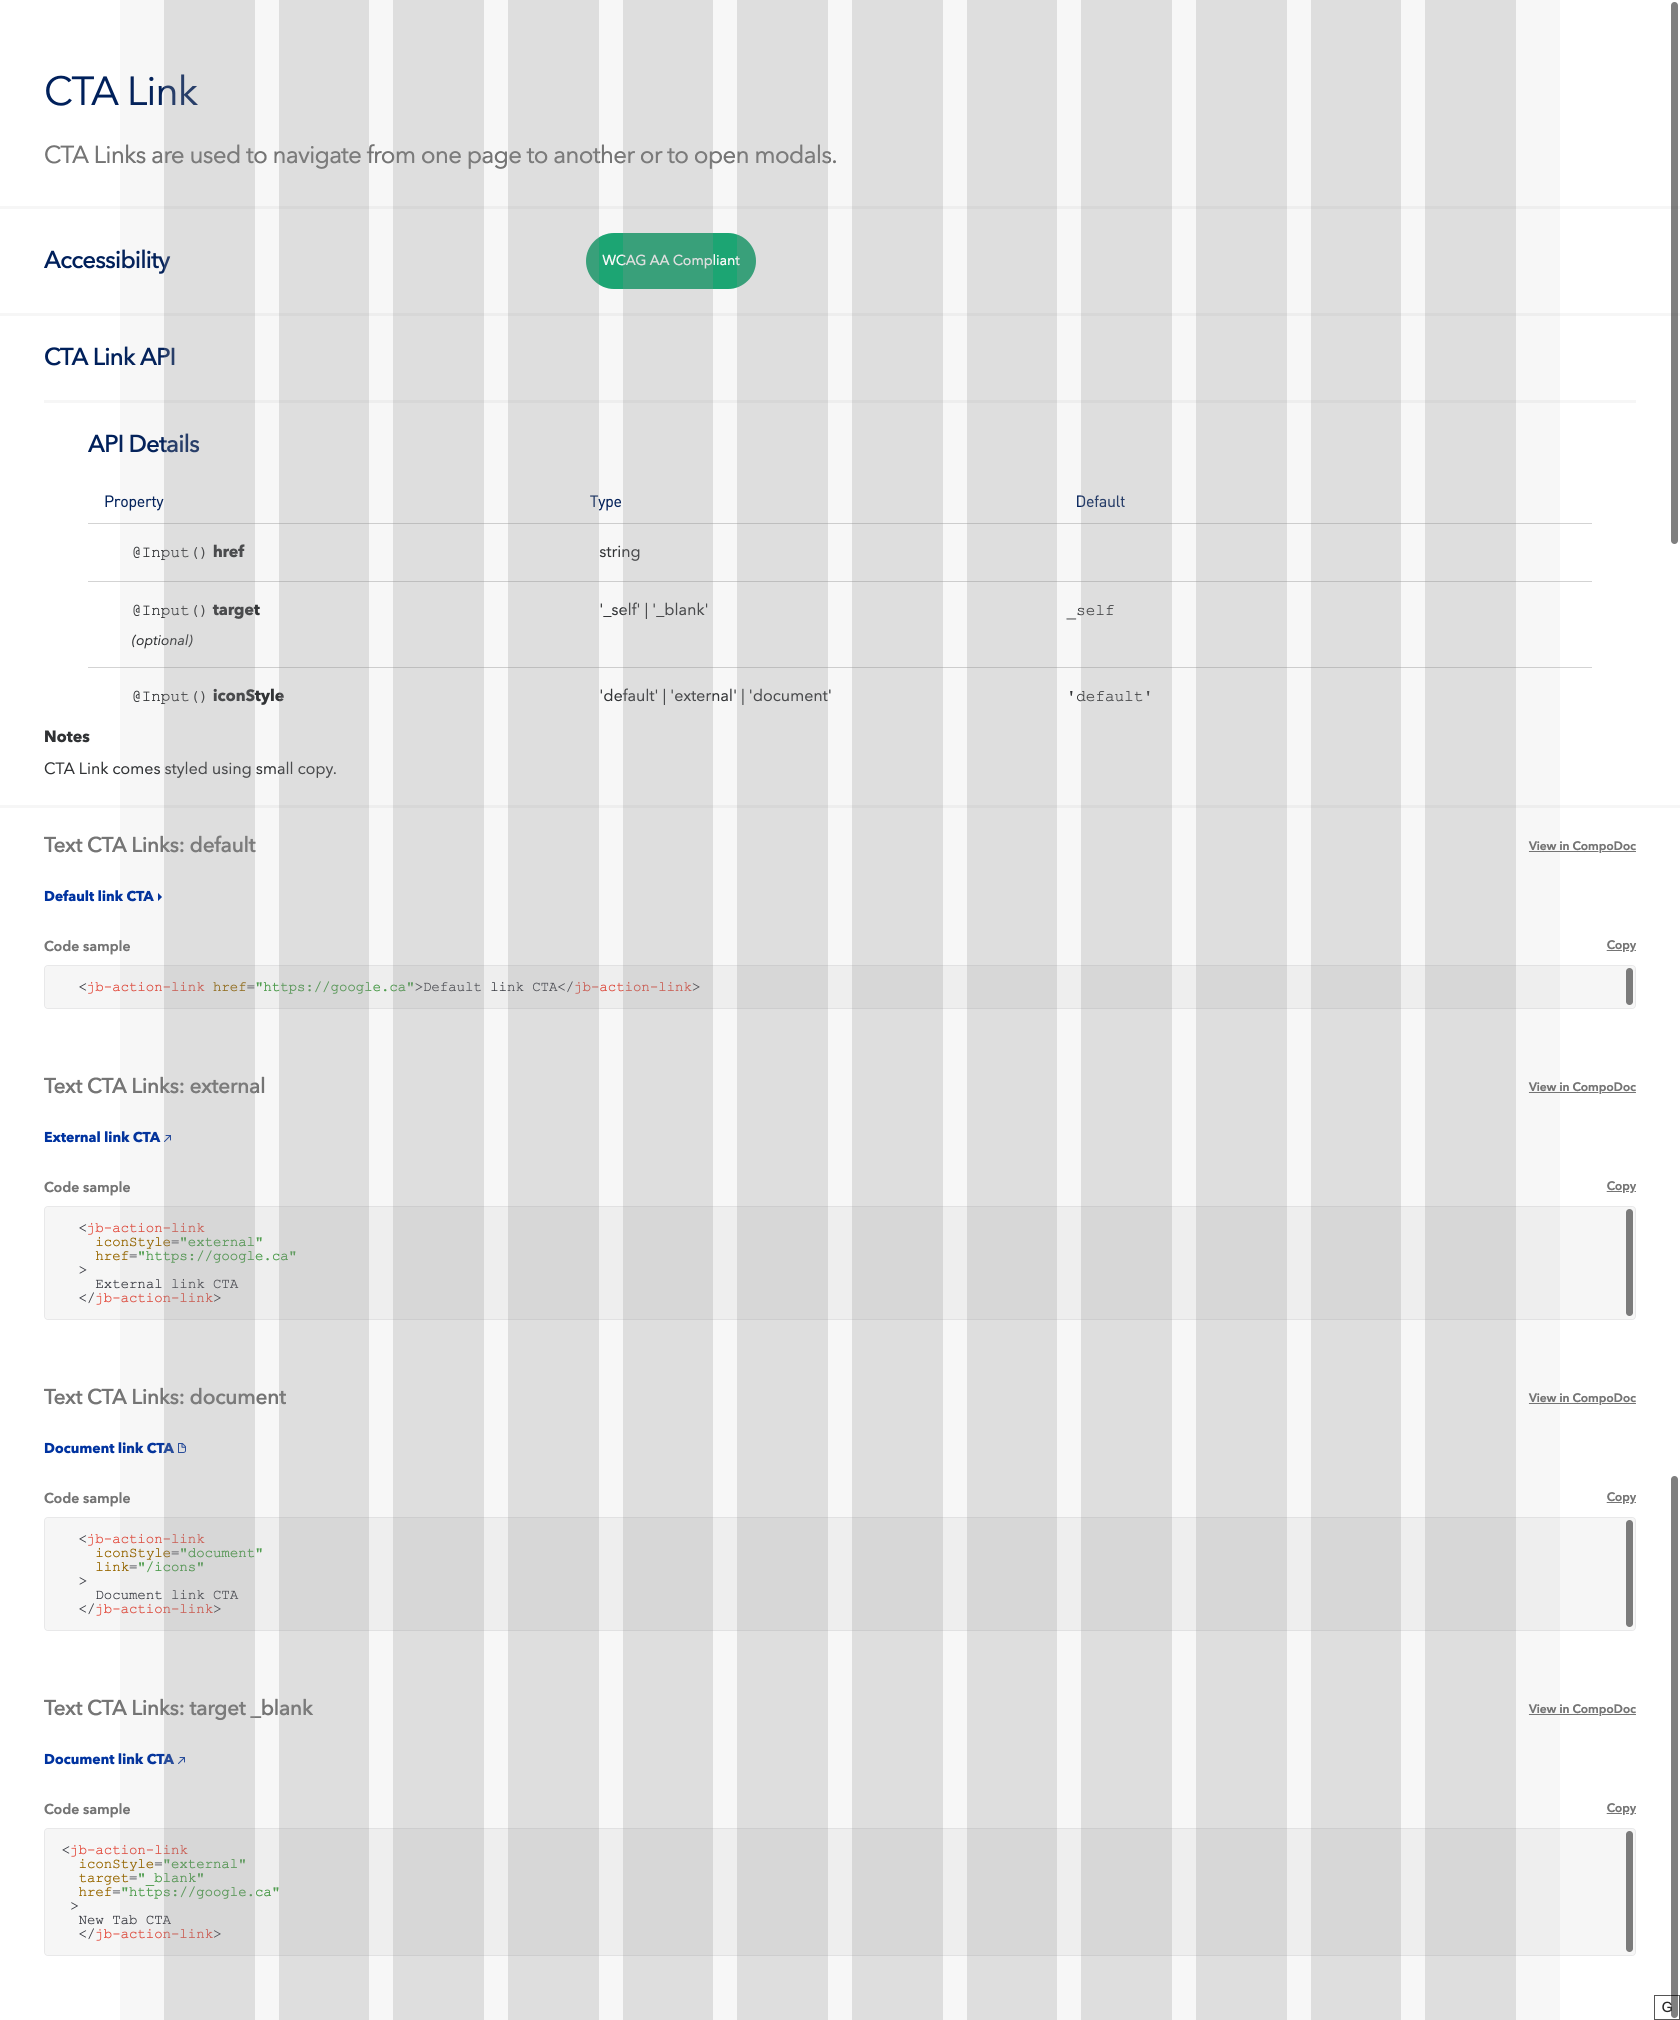 CTA Link
CTA Links are used to navigate from one page to another or to open modals.
Accessibility
WCAG AA Compliant
CTA Link API
API Details
Property Type Default
@Input() href string
@Input() target '_self' | '_blank' _self
(optional)
@Input() iconStyle 'default' | 'external' | 'document' 'default'
Notes
CTA Link comes styled using small copy.
Text CTA Links: default View in CompoDoc
Default link CTA
Code sample Copy
<jb-action-link href="https://google.ca">Default link CTA</jb-action-link>
Text CTA Links: external View in CompoDoc
External link CTA
Code sample Copy
<jb-action-link
iconStyle="external"
href="https://google.ca"
>
External link CTA
</jb-action-link>
Text CTA Links: document View in CompoDoc
Document link CTA
Code sample Copy
<jb-action-link
iconStyle="document"
link="/icons"
>
Document link CTA
</jb-action-link>
Text CTA Links: target _blank View in CompoDoc
Document link CTA
Code sample Copy
<jb-action-link
iconStyle="external"
target="_blank"
href="https://google.ca"
>
New Tab CTA
</jb-action-link>
G